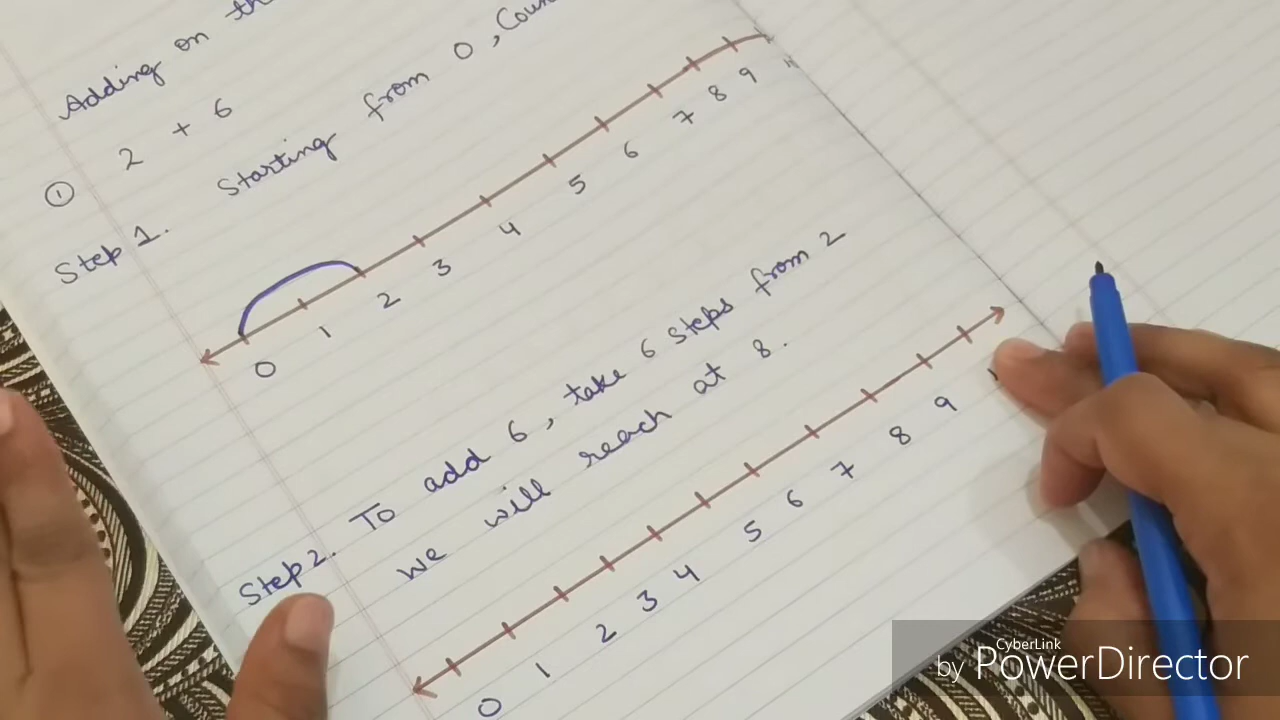 Adding on
① 2 + 6
Step 1. Starting from 0, Coun
0 1 2 3 4 5 6 7 8 9
Step 2. To add 6, take 6 steps from 2
we will reach at 8.
0 1 2 3 4 5 6 7 8 9
CyberLink
by PowerDirector